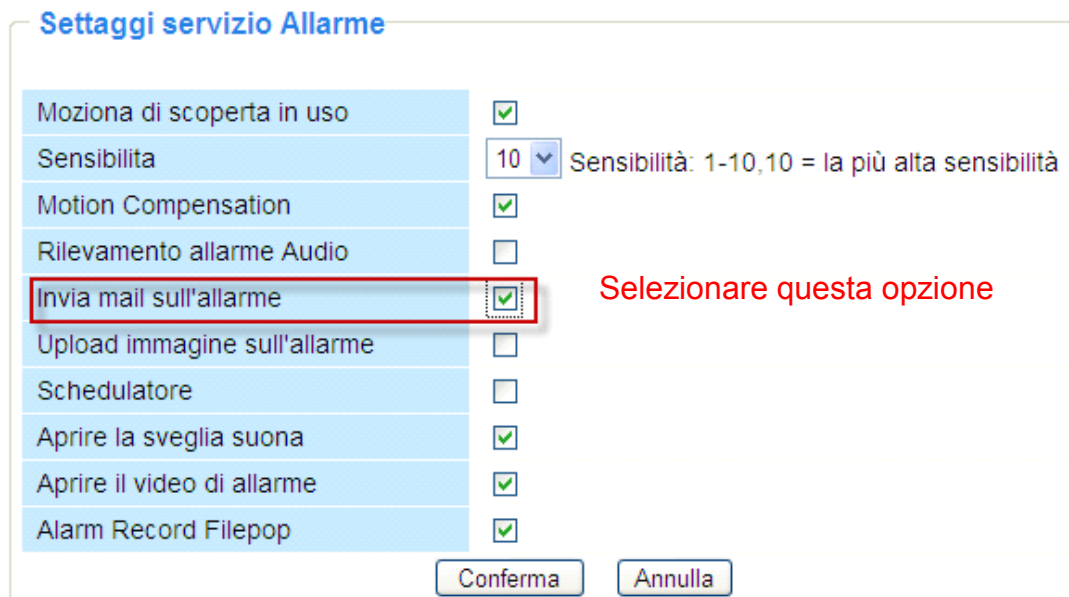 Settaggi servizio Allarme
Moziona di scoperta in uso
Sensibilita 10 Sensibilità: 1-10,10 = la più alta sensibilità
Motion Compensation
Rilevamento allarme Audio
Invia mail sull'allarme Selezionare questa opzione
Upload immagine sull'allarme
Schedulatore
Aprire la sveglia suona
Aprire il video di allarme
Alarm Record Filepop
Conferma Annulla